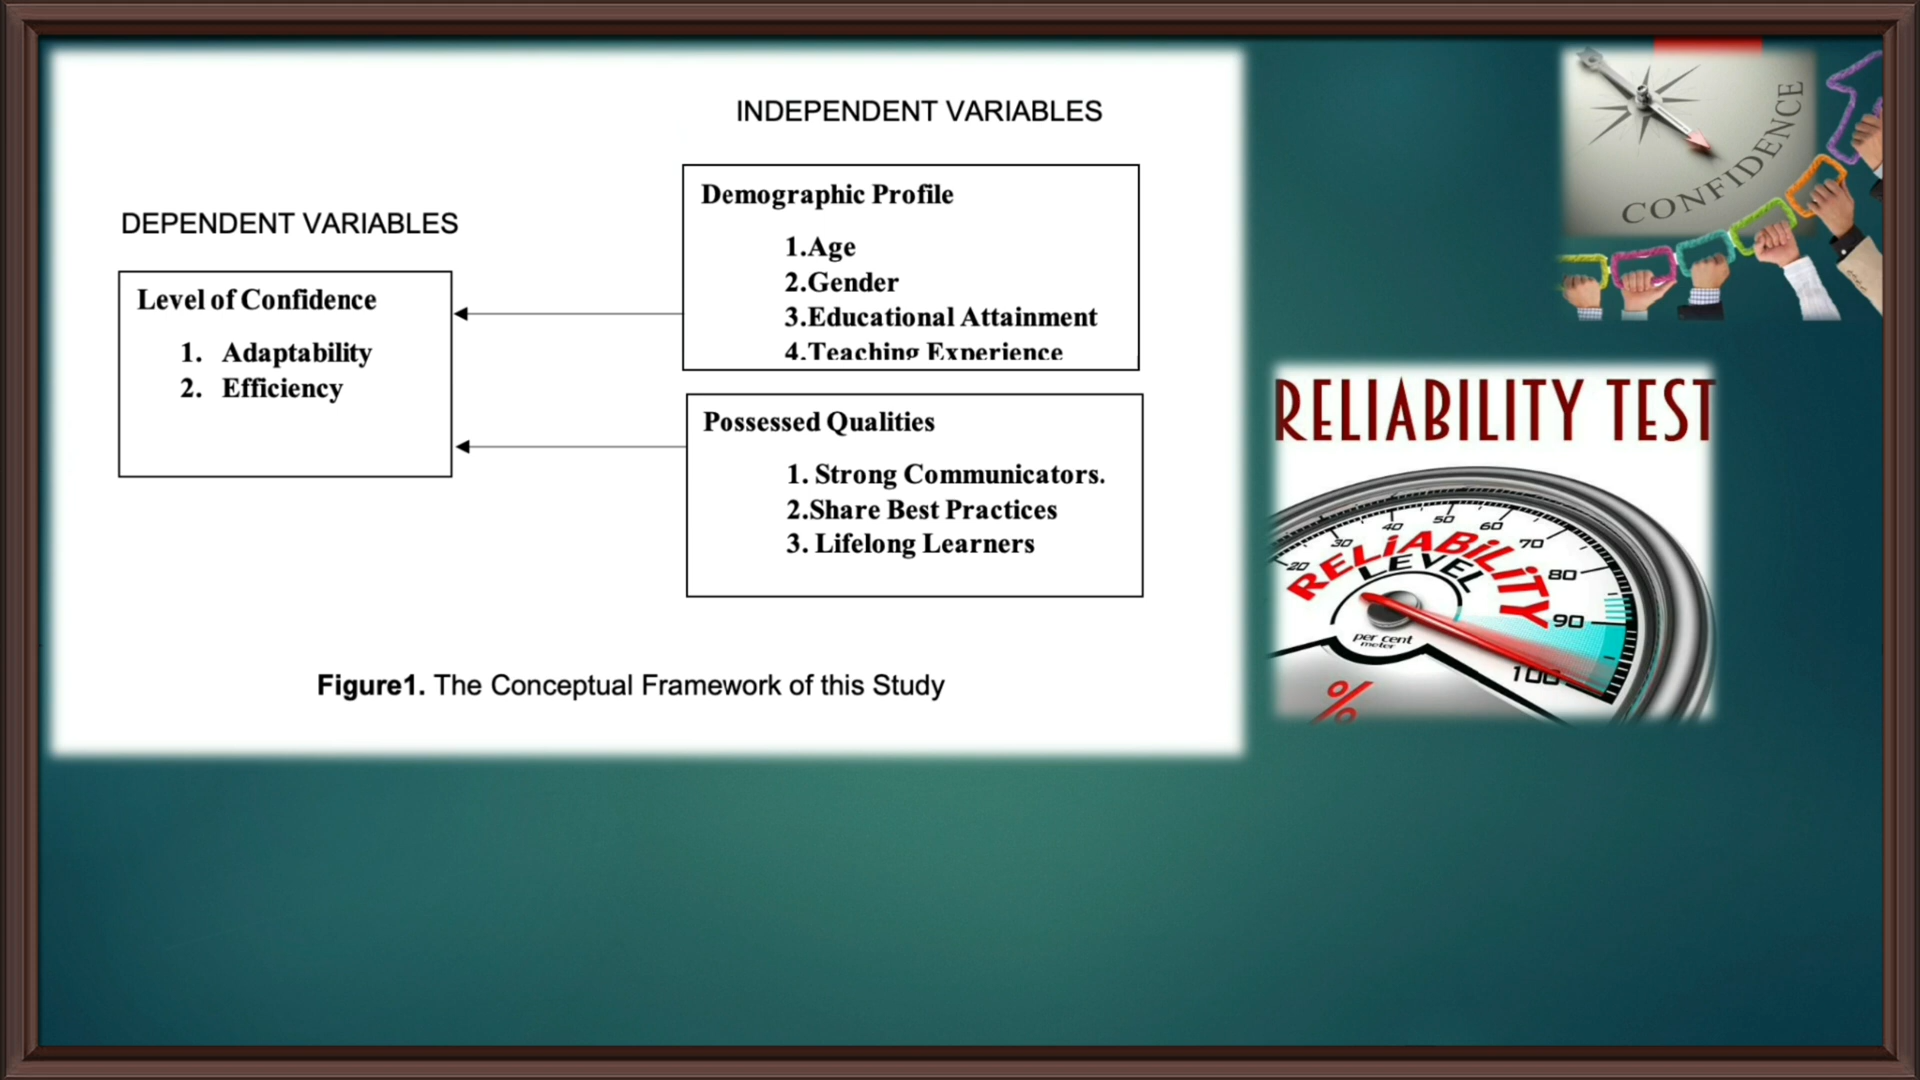 INDEPENDENT VARIABLES
Demographic Profile
1.Age
2.Gender
3.Educational Attainment
4.Teaching Experience
DEPENDENT VARIABLES
Level of Confidence
1. Adaptability
2. Efficiency
Possessed Qualities
1. Strong Communicators.
2.Share Best Practices
3. Lifelong Learners
Figure1. The Conceptual Framework of this Study
CONFIDENCE
RELIABILITY TEST
20 30 40 50 60 70 80 90 100
RELiABiLiTY
LEVEL
per cent
meter
%